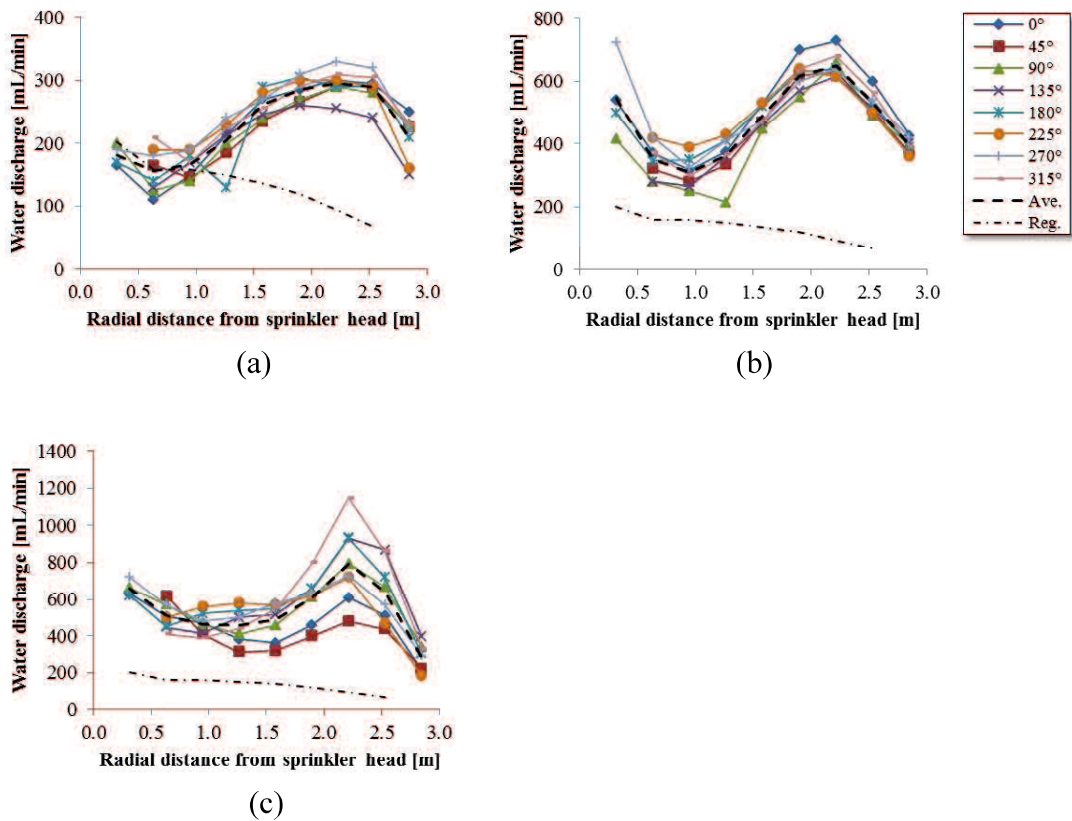 400
300
200
100
0
Water discharge [mL/min]
0.0 0.5 1.0 1.5 2.0 2.5 3.0
Radial distance from sprinkler head [m]
(a)
800
600
400
200
0
Water discharge [mL/min]
0.0 0.5 1.0 1.5 2.0 2.5 3.0
Radial distance from sprinkler head [m]
(b)
0°
45°
90°
135°
180°
225°
270°
315°
Ave.
Reg.
1400
1200
1000
800
600
400
200
0
Water discharge [mL/min]
0.0 0.5 1.0 1.5 2.0 2.5 3.0
Radial distance from sprinkler head [m]
(c)